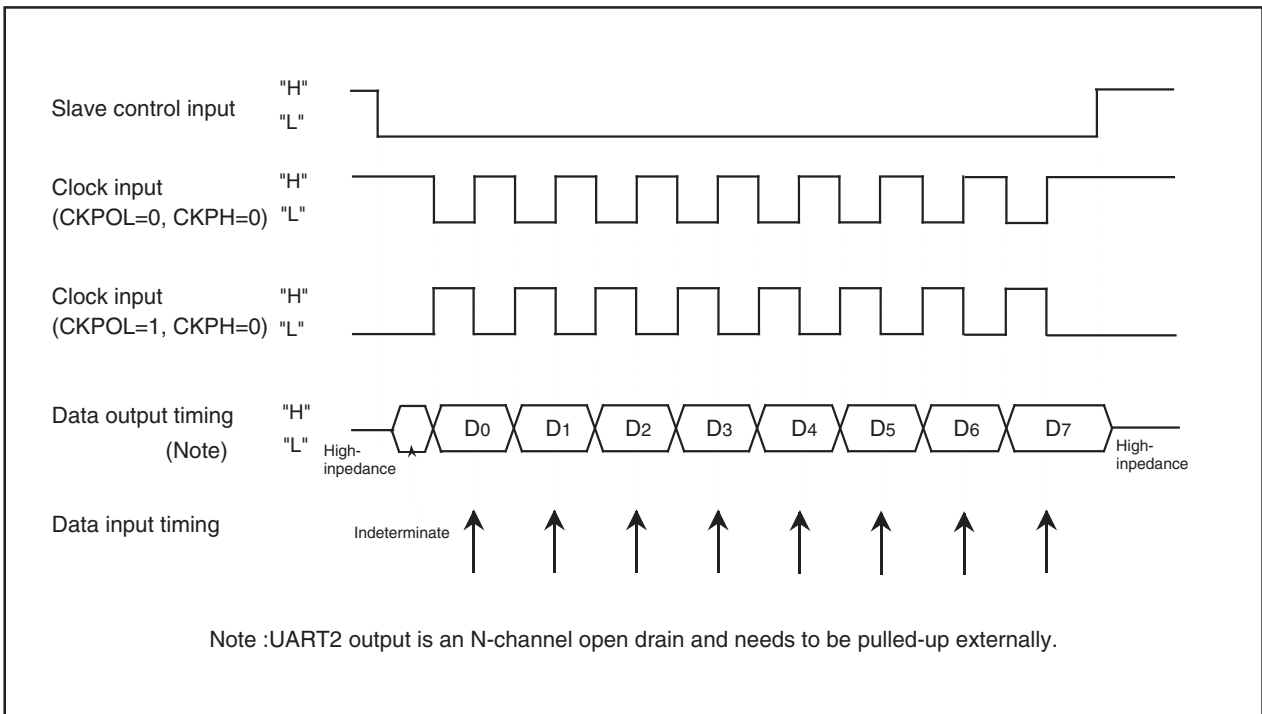 Slave control input
"H"
"L"
Clock input
(CKPOL=0, CKPH=0)
"H"
"L"
Clock input
(CKPOL=1, CKPH=0)
"H"
"L"
Data output timing
(Note)
"H"
"L"
High-
inpedance
D0 D1 D2 D3 D4 D5 D6 D7
High-
inpedance
Data input timing
Indeterminate
Note :UART2 output is an N-channel open drain and needs to be pulled-up externally.